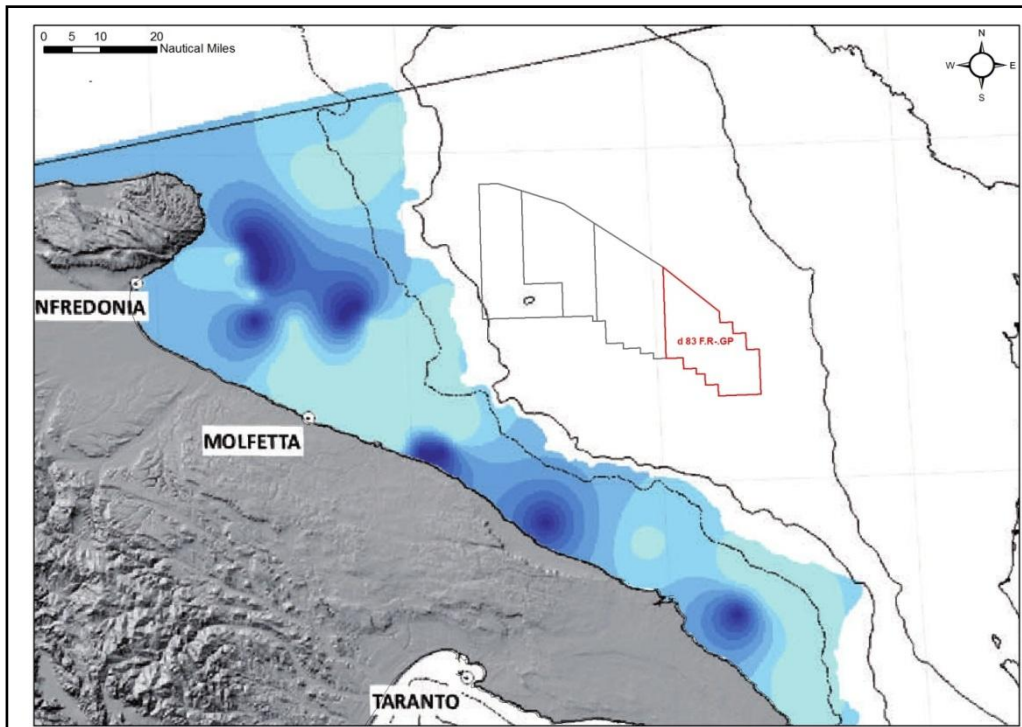 0 5 10 20
Nautical Miles
N
W E
S
NFREDONIA
d 83 F.R-.GP
MOLFETTA
TARANTO